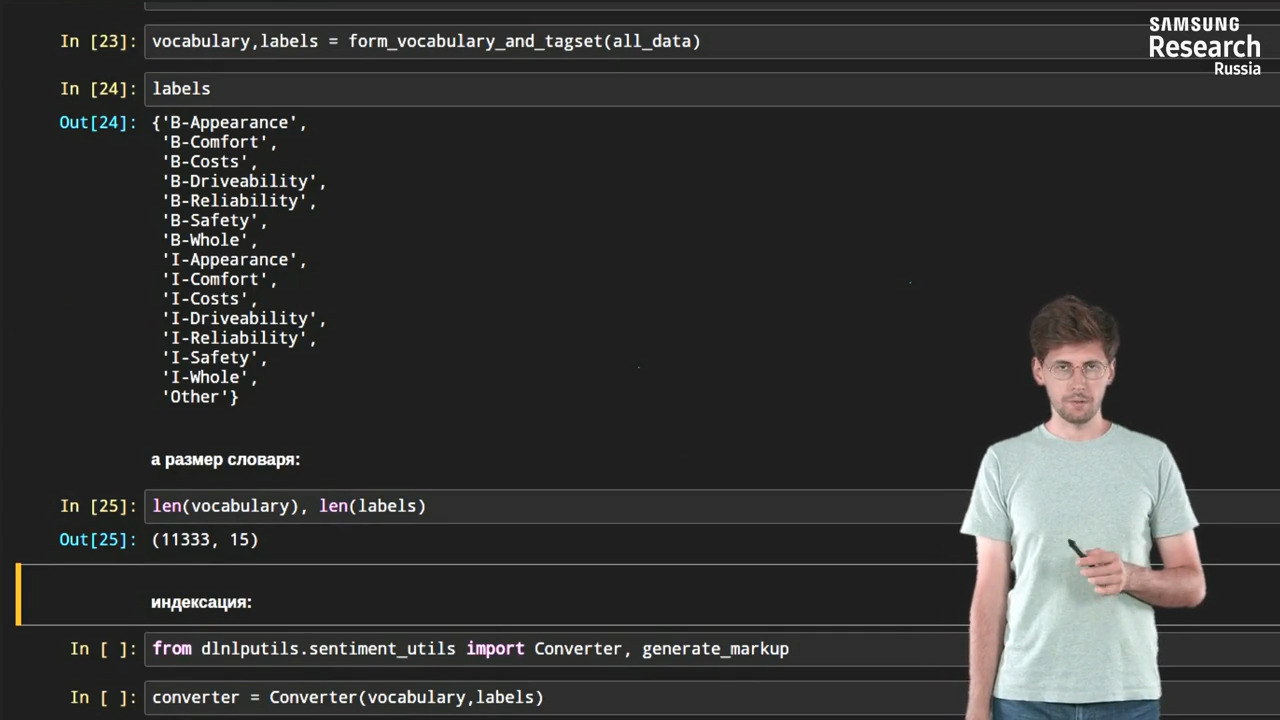 SAMSUNG
Research
Russia
In [23]: vocabulary,labels = form_vocabulary_and_tagset(all_data)
In [24]: labels
Out[24]: {'B-Appearance',
'B-Comfort',
'B-Costs',
'B-Driveability',
'B-Reliability',
'B-Safety',
'B-Whole',
'I-Appearance',
'I-Comfort',
'I-Costs',
'I-Driveability',
'I-Reliability',
'I-Safety',
'I-Whole',
'Other'}
а размер словаря:
In [25]: len(vocabulary), len(labels)
Out[25]: (11333, 15)
индексация:
In [ ]: from dlnlputils.sentiment_utils import Converter, generate_markup
In [ ]: converter = Converter(vocabulary,labels)